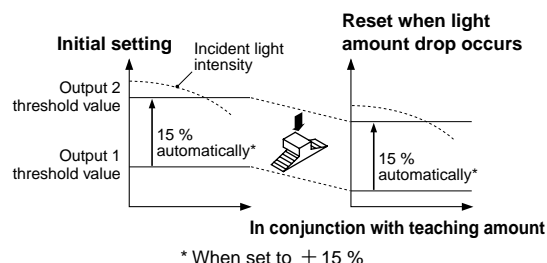 Initial setting
Incident light
intensity
Output 2
threshold value
15 %
automatically*
Output 1
threshold value
Reset when light
amount drop occurs
15 %
automatically*
In conjunction with teaching amount
* When set to + 15 %